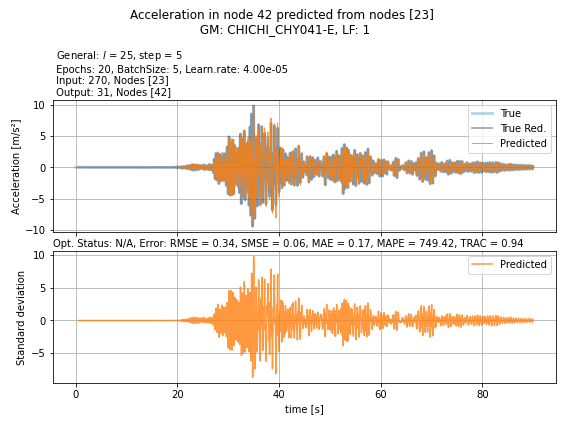 Acceleration in node 42 predicted from nodes [23]
GM: CHICHI_CHY041-E, LF: 1
General: l = 25, step = 5
Epochs: 20, BatchSize: 5, Learn.rate: 4.00e-05
Input: 270, Nodes [23]
Output: 31, Nodes [42]
10
5
0
−5
−10
Acceleration [m/s²]
True
True Red.
Predicted
Opt. Status: N/A, Error: RMSE = 0.34, SMSE = 0.06, MAE = 0.17, MAPE = 749.42, TRAC = 0.94
10
5
0
−5
Standard deviation
Predicted
0
20
40
60
80
time [s]